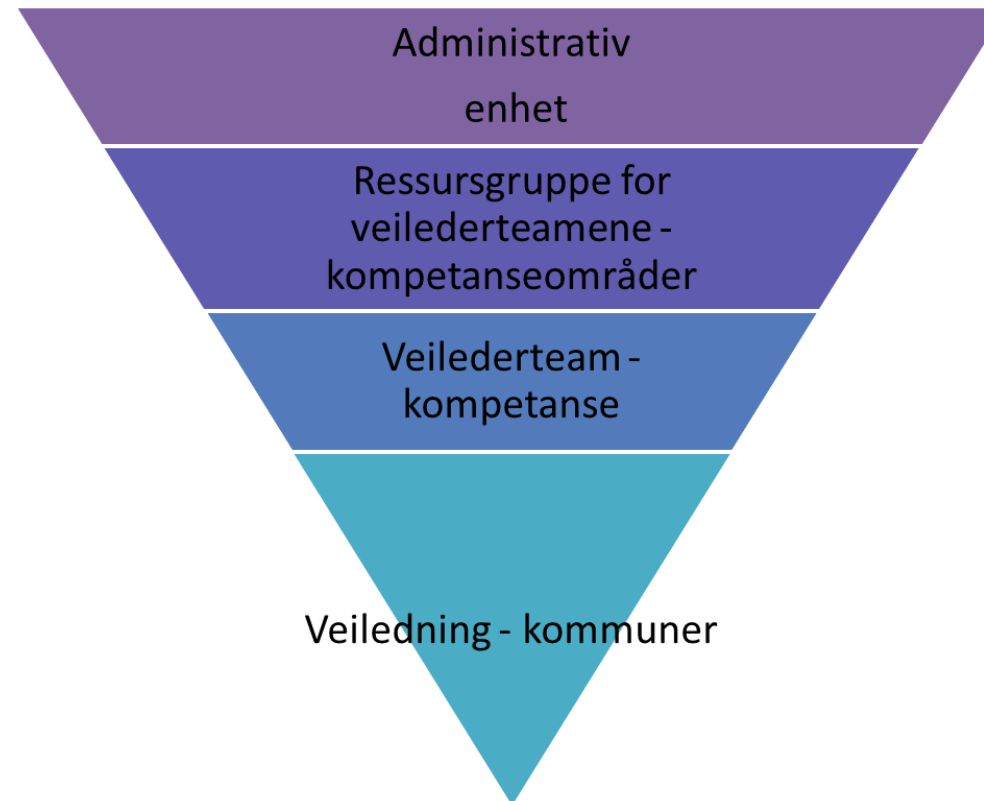 Administrativ
enhet
Ressursgruppe for
veilederteamene -
kompetanseområder
Veilederteam -
kompetanse
Veiledning - kommuner